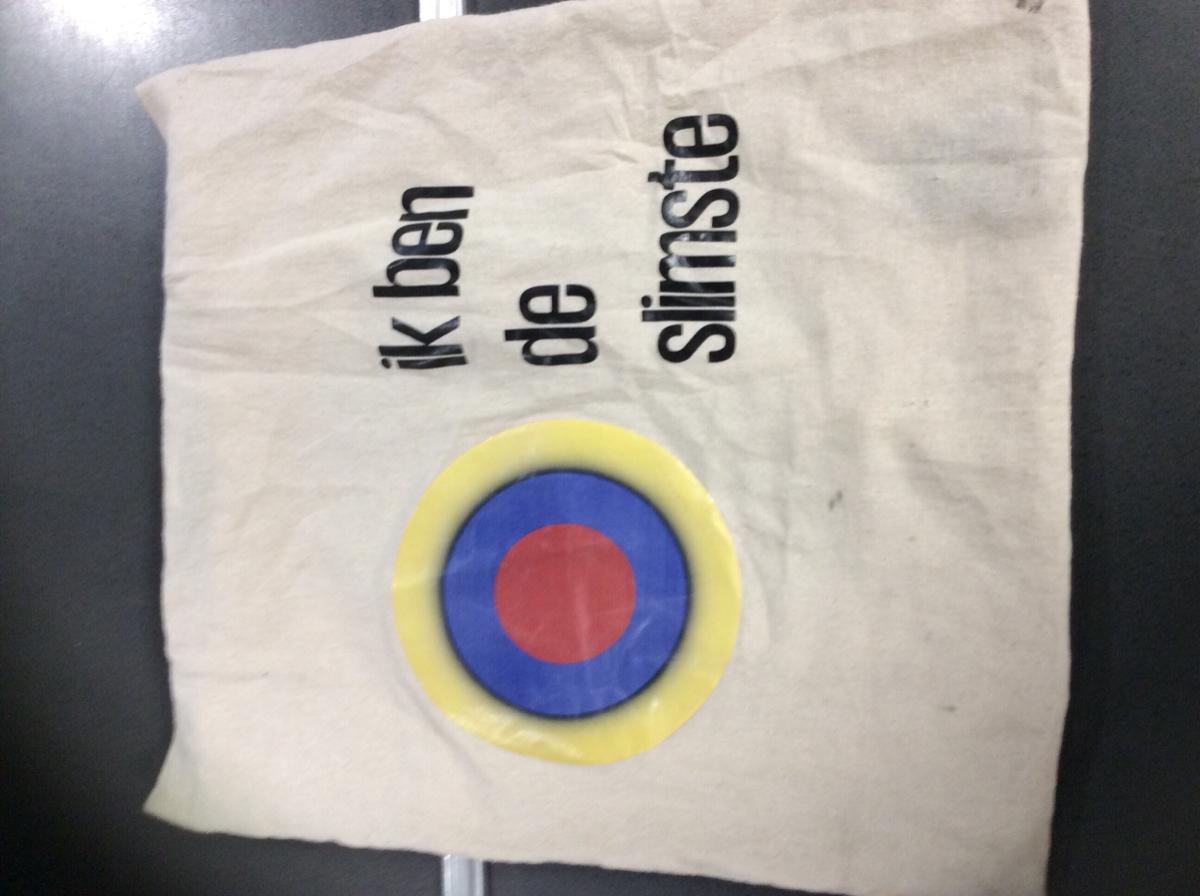 ik ben
de
slimste